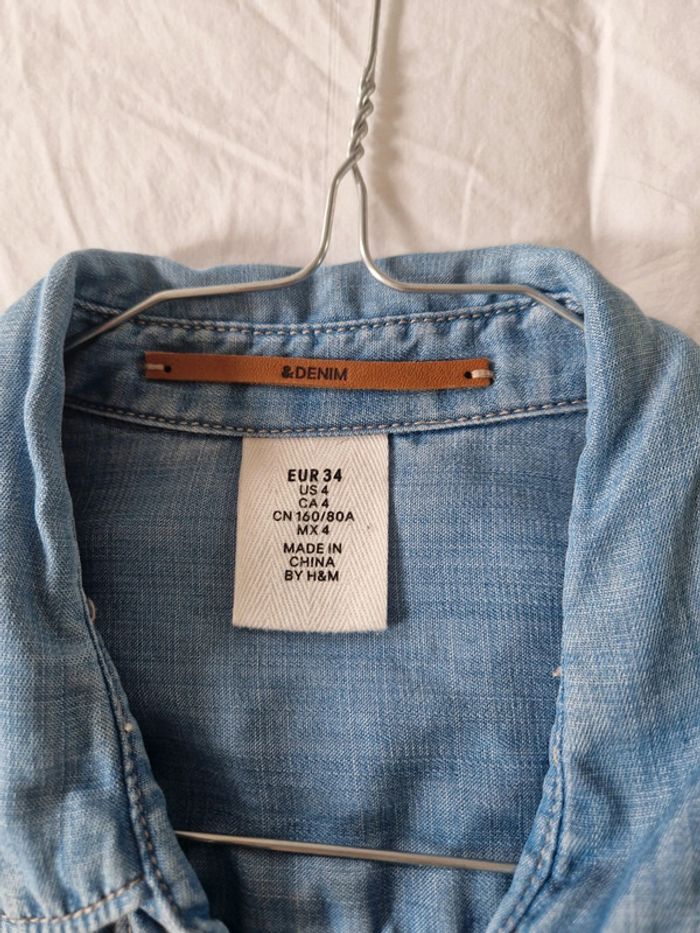 &DENIM
EUR 34
US 4
CA 4
CN 160/80A
MX 4
MADE IN
CHINA
BY H&M